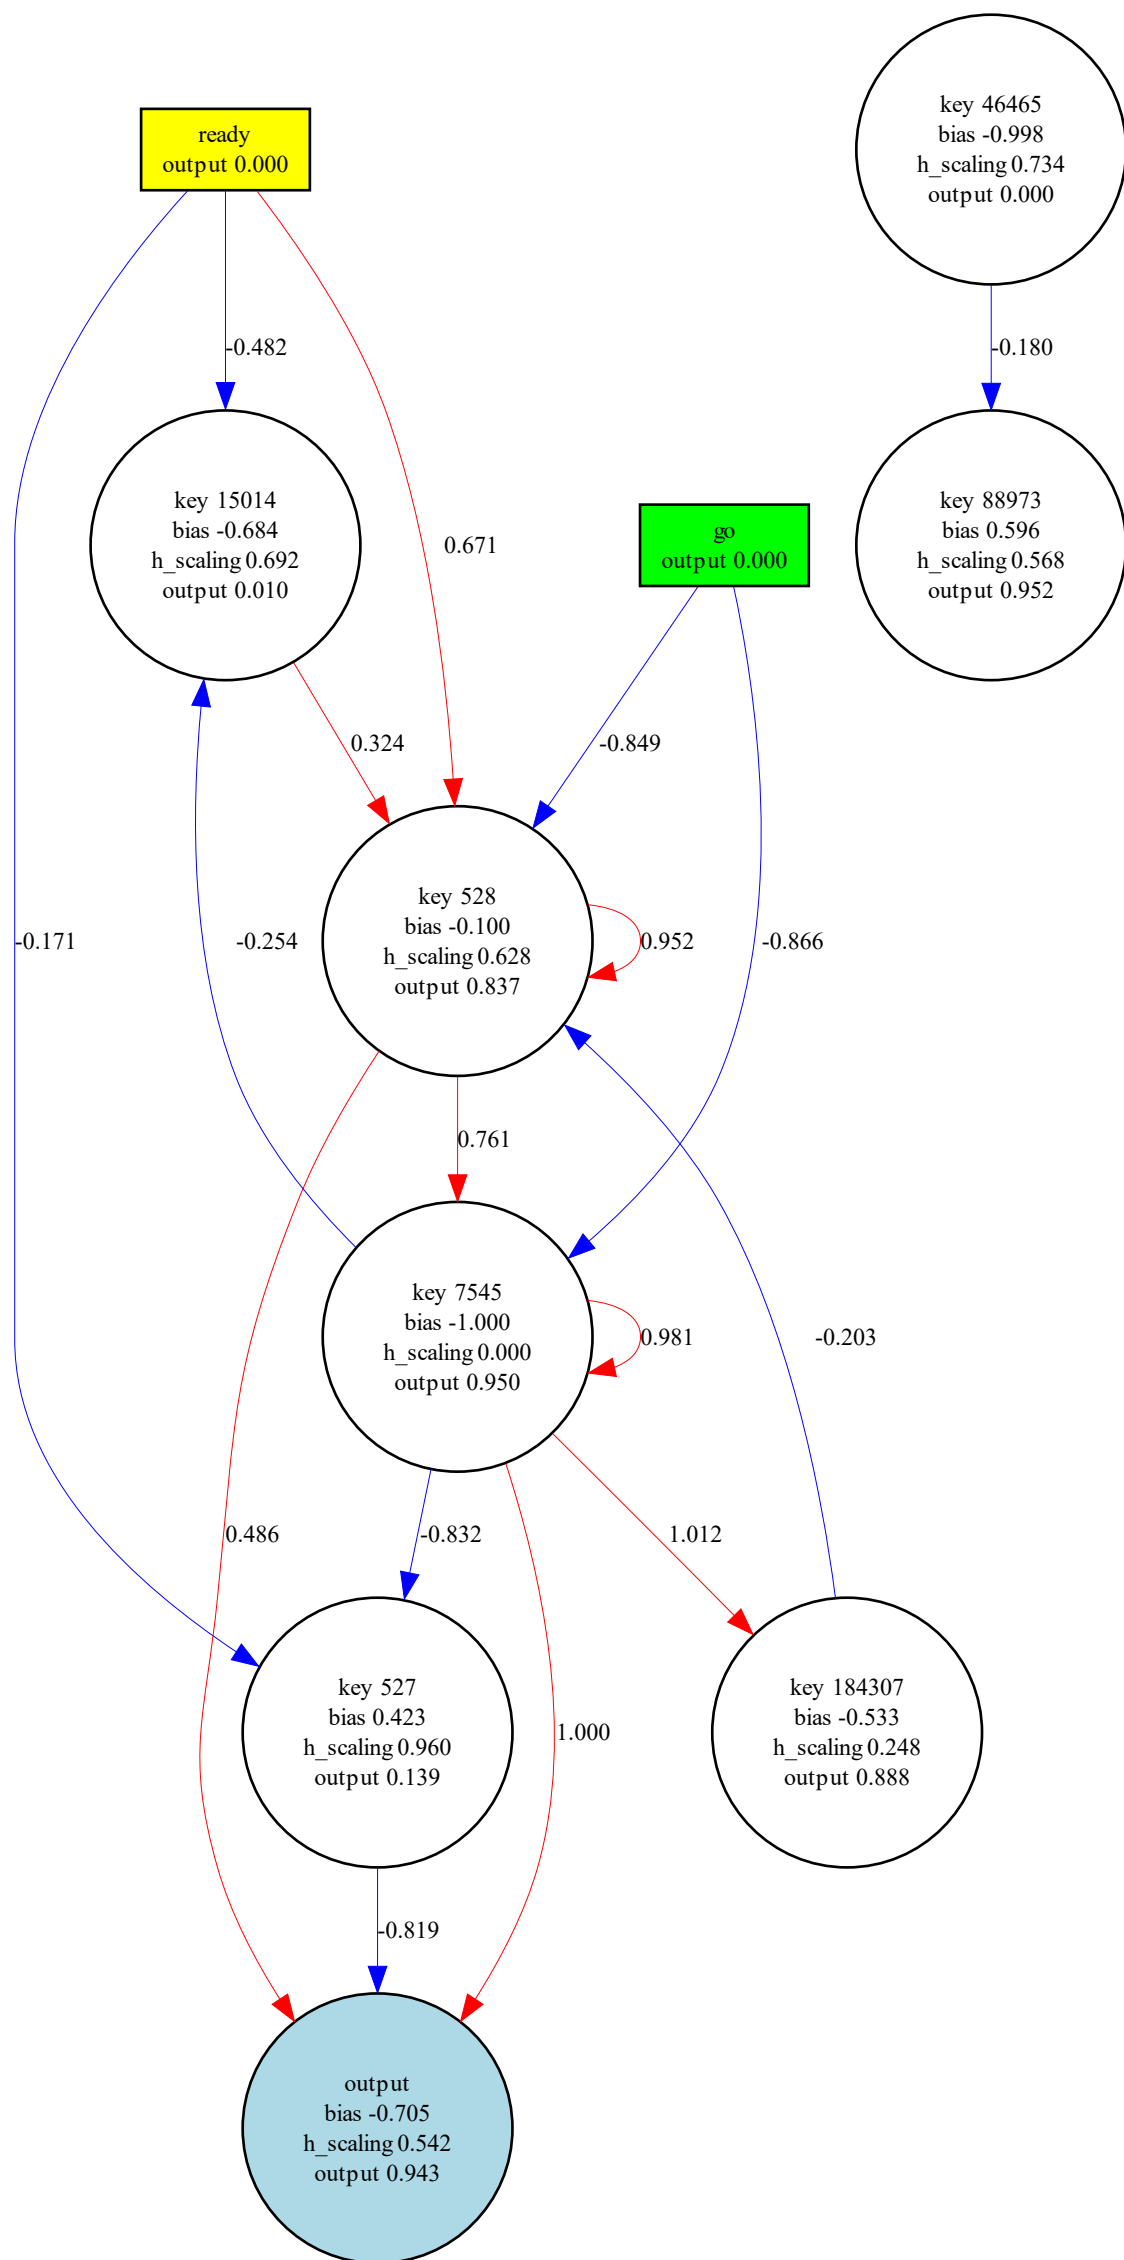 key 46465
bias -0.998
h_scaling 0.734
output 0.000
ready
output 0.000
-0.482
-0.180
key 15014
bias -0.684
h_scaling 0.692
output 0.010
0.671
go
output 0.000
key 88973
bias 0.596
h_scaling 0.568
output 0.952
0.324
-0.849
key 528
bias -0.100
h_scaling 0.628
output 0.837
-0.171
-0.254
0.952
-0.866
0.761
key 7545
bias -1.000
h_scaling 0.000
output 0.950
0.981
-0.203
0.486
-0.832
1.012
key 527
bias 0.423
h_scaling 0.960
output 0.139
1.000
key 184307
bias -0.533
h_scaling 0.248
output 0.888
-0.819
output
bias -0.705
h_scaling 0.542
output 0.943